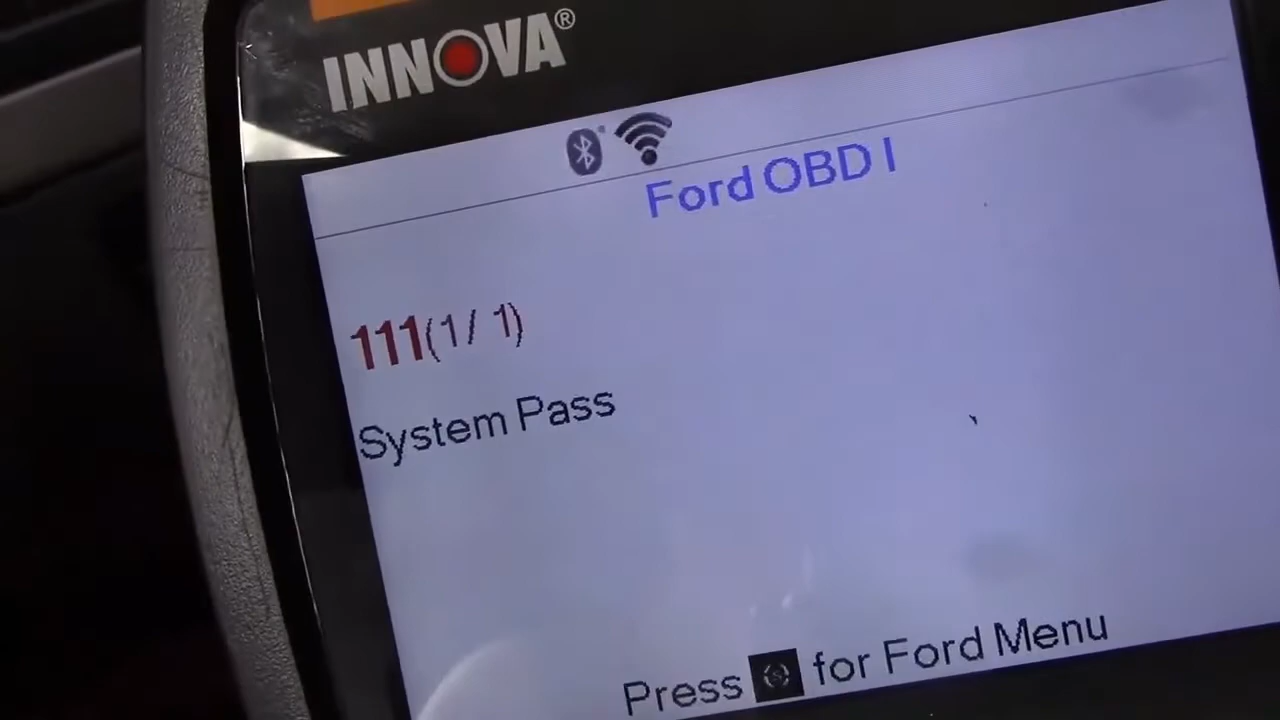 INNOVA®
Ford OBD I
111(1/ 1)
System Pass
Press S for Ford Menu